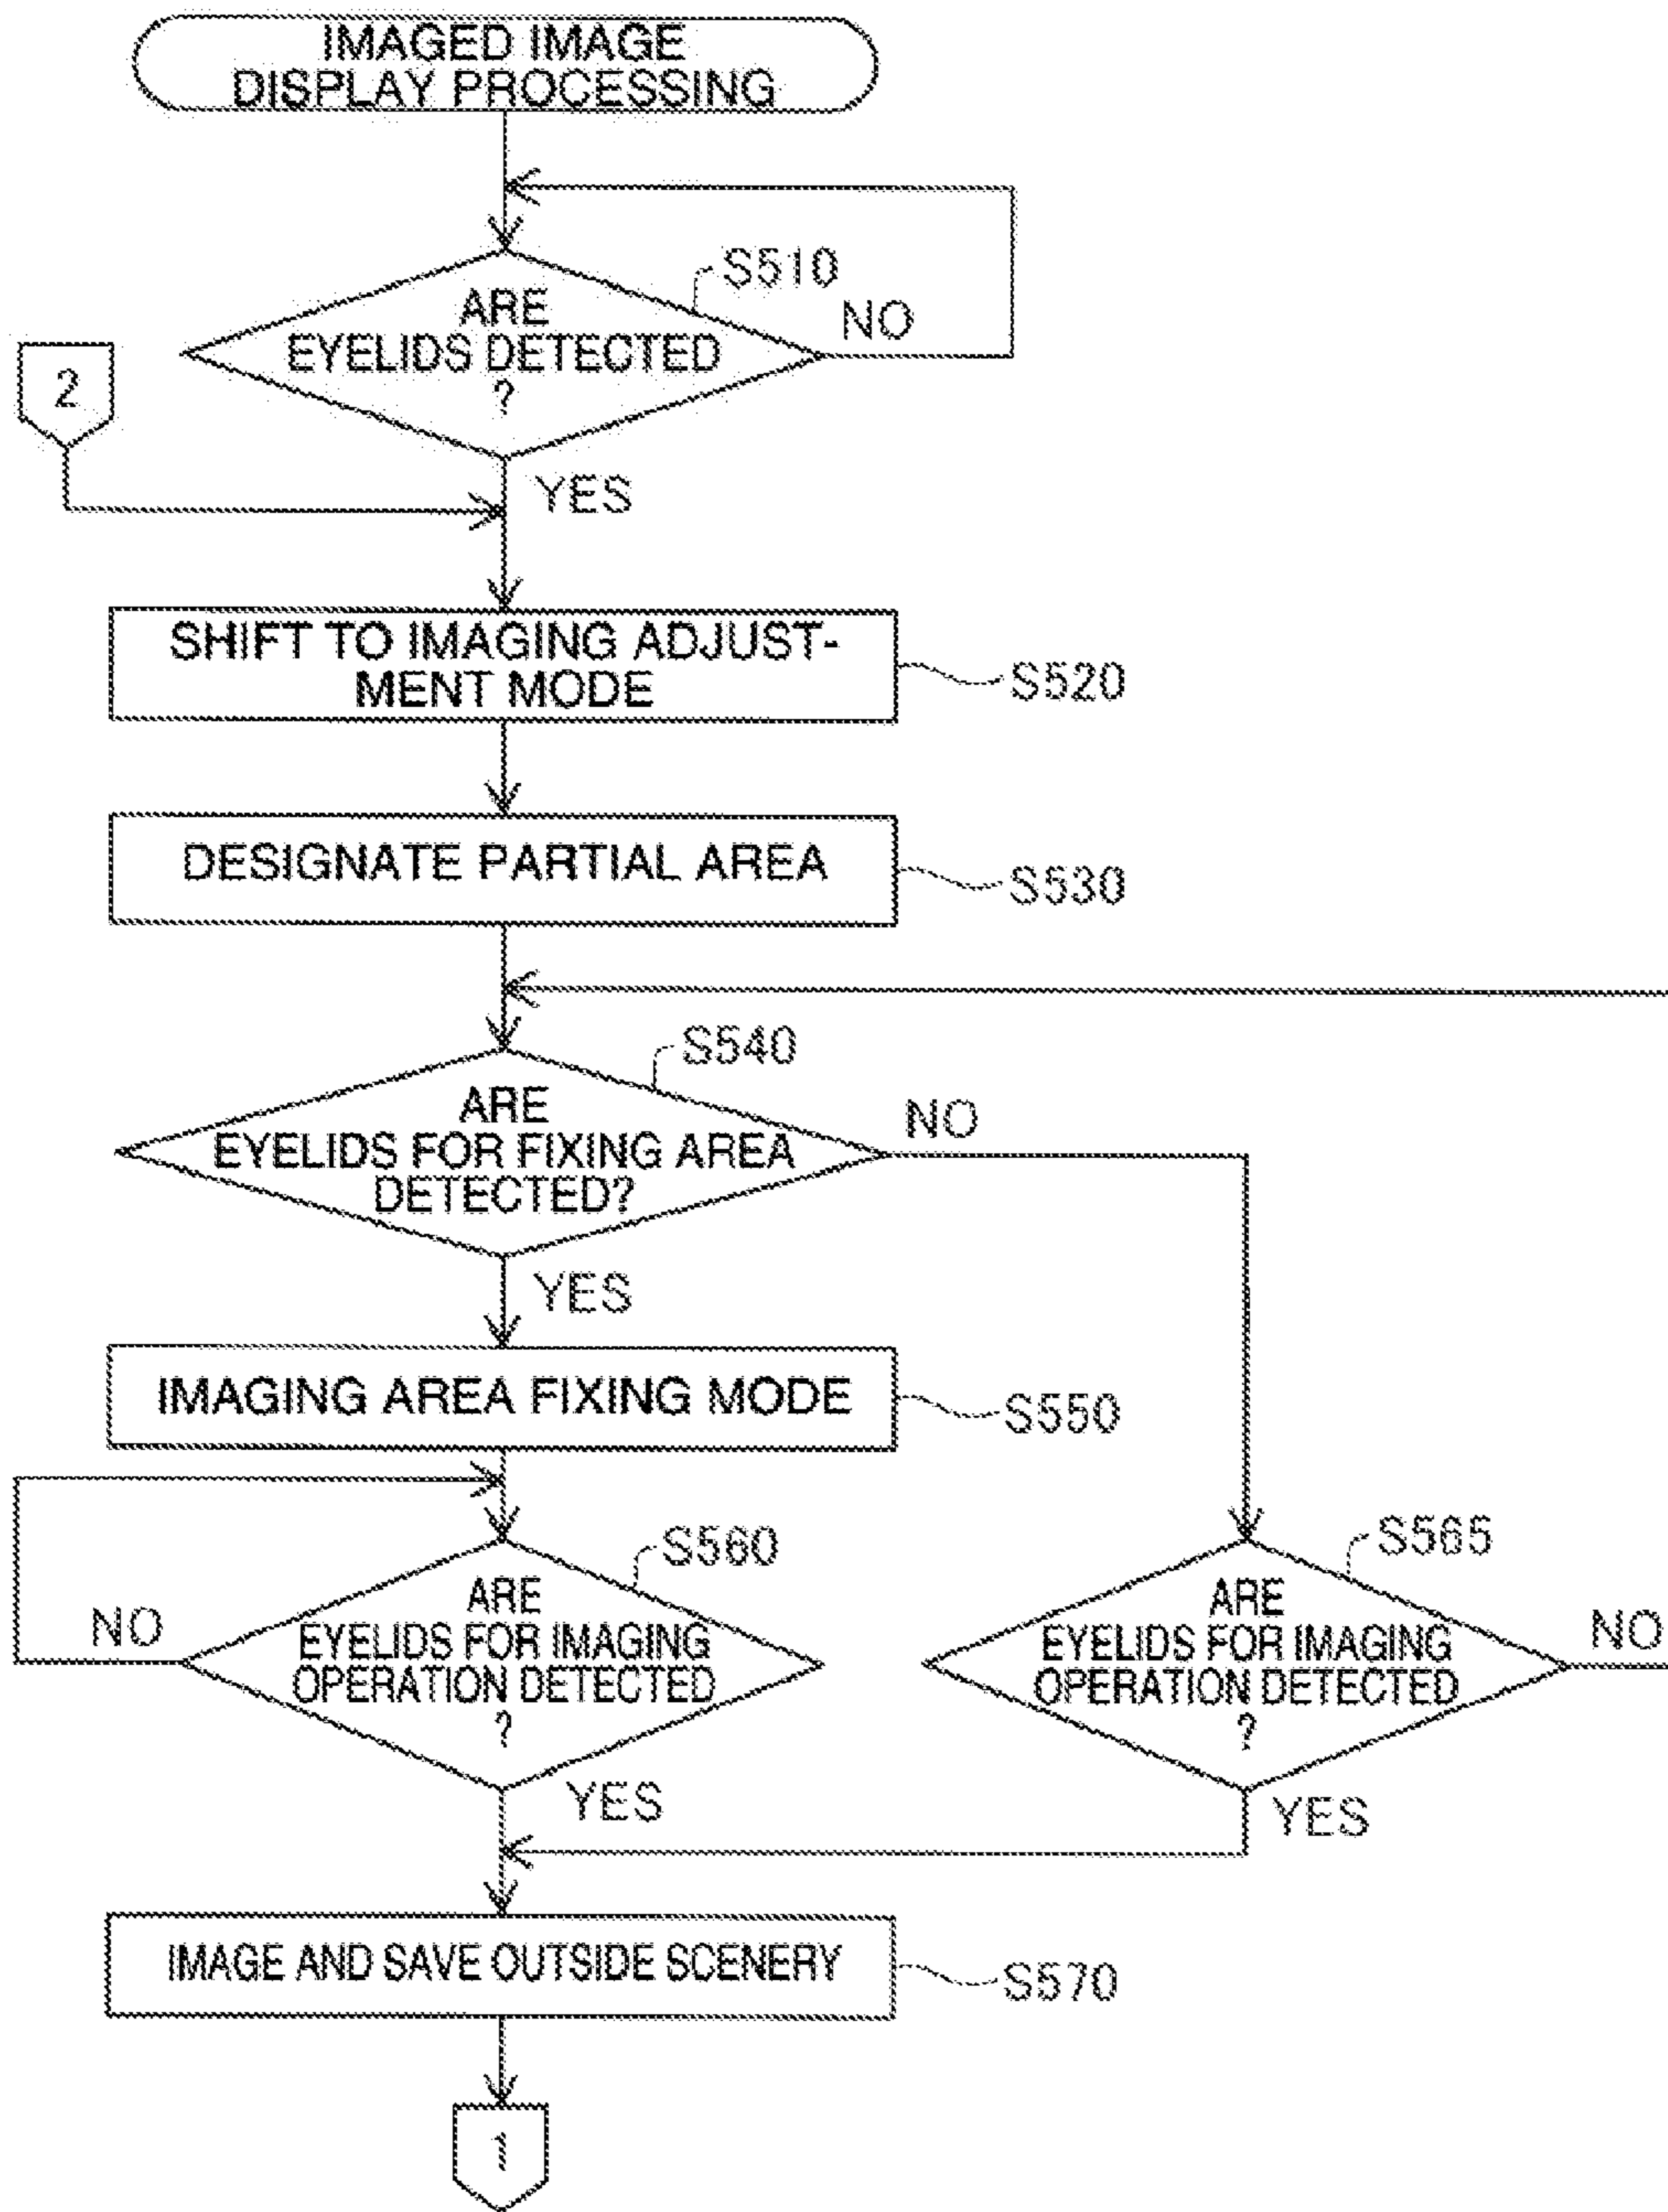 IMAGED IMAGE
DISPLAY PROCESSING
S510
ARE
EYELIDS DETECTED
?
NO
2
YES
SHIFT TO IMAGING ADJUST-
MENT MODE
S520
DESIGNATE PARTIAL AREA
S530
S540
ARE
EYELIDS FOR FIXING AREA
DETECTED?
NO
YES
IMAGING AREA FIXING MODE
S550
S560
ARE
EYELIDS FOR IMAGING
OPERATION DETECTED
?
NO
YES
S565
ARE
EYELIDS FOR IMAGING
OPERATION DETECTED
?
NO
YES
IMAGE AND SAVE OUTSIDE SCENERY
S570
1